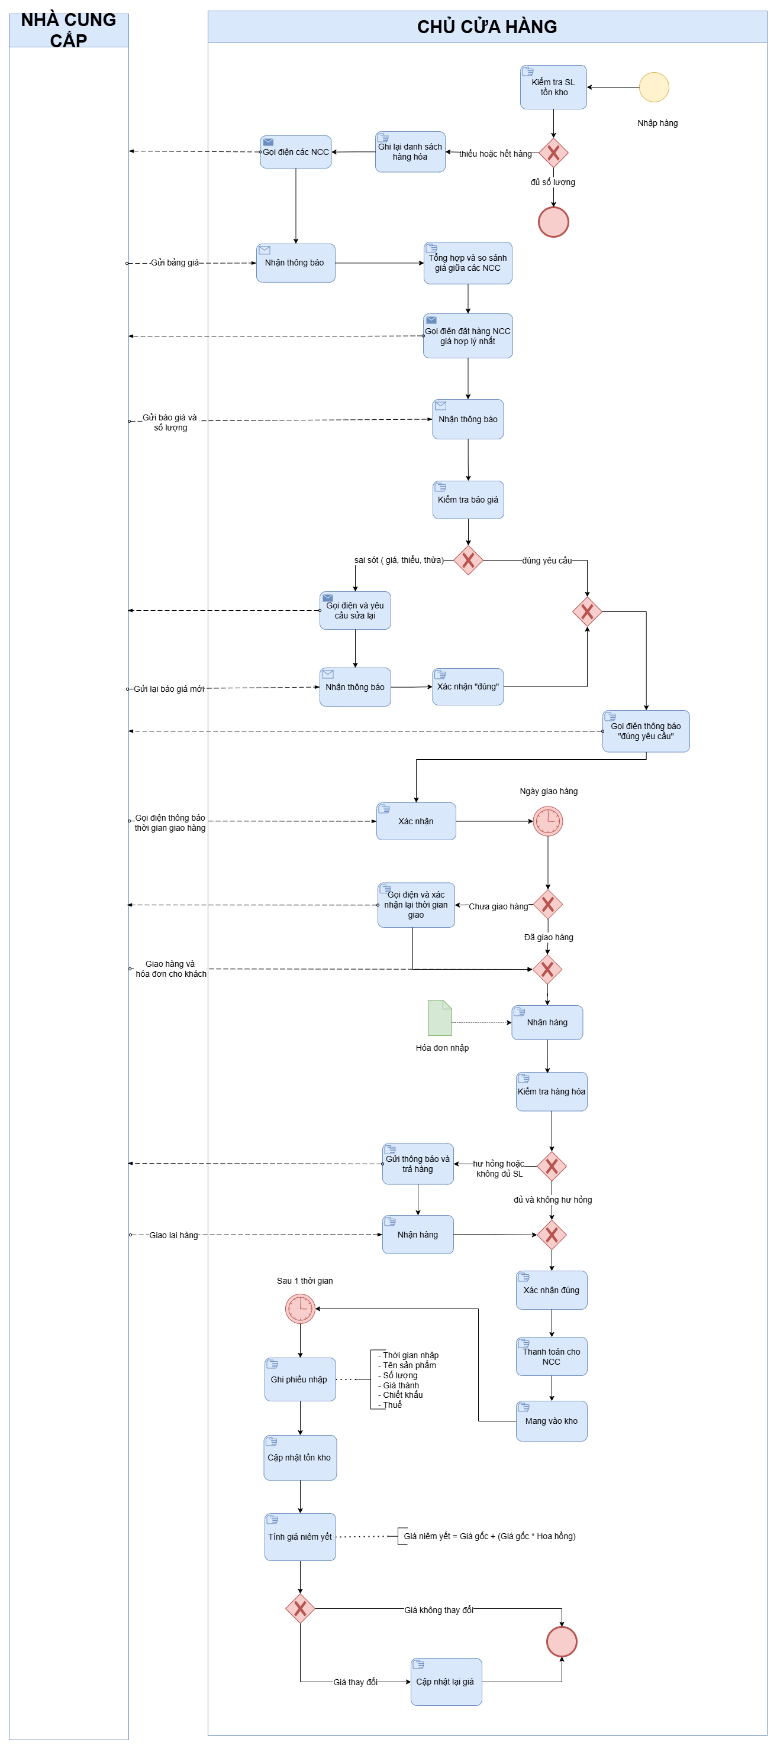 NHÀ CUNG
CẤP
CHỦ CỬA HÀNG
Kiểm tra SL
tồn kho
Nhập hàng
Gọi điện các NCC
Ghi lại danh sách
hàng hóa
thiếu hoặc hết hàng
đủ số lượng
Gửi bảng giá
Nhận thông báo
Tổng hợp và so sánh
giá giữa các NCC
Gọi điện đặt hàng NCC
giá hợp lý nhất
Gửi báo giá và
số lượng
Nhận thông báo
Kiểm tra báo giá
sai sót ( giá, thiếu, thừa)
đúng yêu cầu
Gọi điện và yêu
cầu sửa lại
Gửi lại báo giá mới
Nhận thông báo
Xác nhận "đúng"
Gọi điện thông báo
"đúng yêu cầu"
Ngày giao hàng
Gọi điện thông báo
thời gian giao hàng
Xác nhận
Gọi điện và xác
nhận lại thời gian
giao
Chưa giao hàng
Đã giao hàng
Giao hàng và
hóa đơn cho khách
Nhận hàng
Hóa đơn nhập
Kiểm tra hàng hóa
Gửi thông báo và
trả hàng
hư hỏng hoặc
không đủ SL
đủ và không hư hỏng
Giao lại hàng
Nhận hàng
Sau 1 thời gian
Xác nhận đúng
Thanh toán cho
NCC
Mang vào kho
Ghi phiếu nhập
- Thời gian nhập
- Tên sản phẩm
- Số lượng
- Giá thành
- Chiết khấu
- Thuế
Cập nhật tồn kho
Tính giá niêm yết
Giá niêm yết = Giá gốc + (Giá gốc * Hoa hồng)
Giá không thay đổi
Giá thay đổi
Cập nhật lại giá